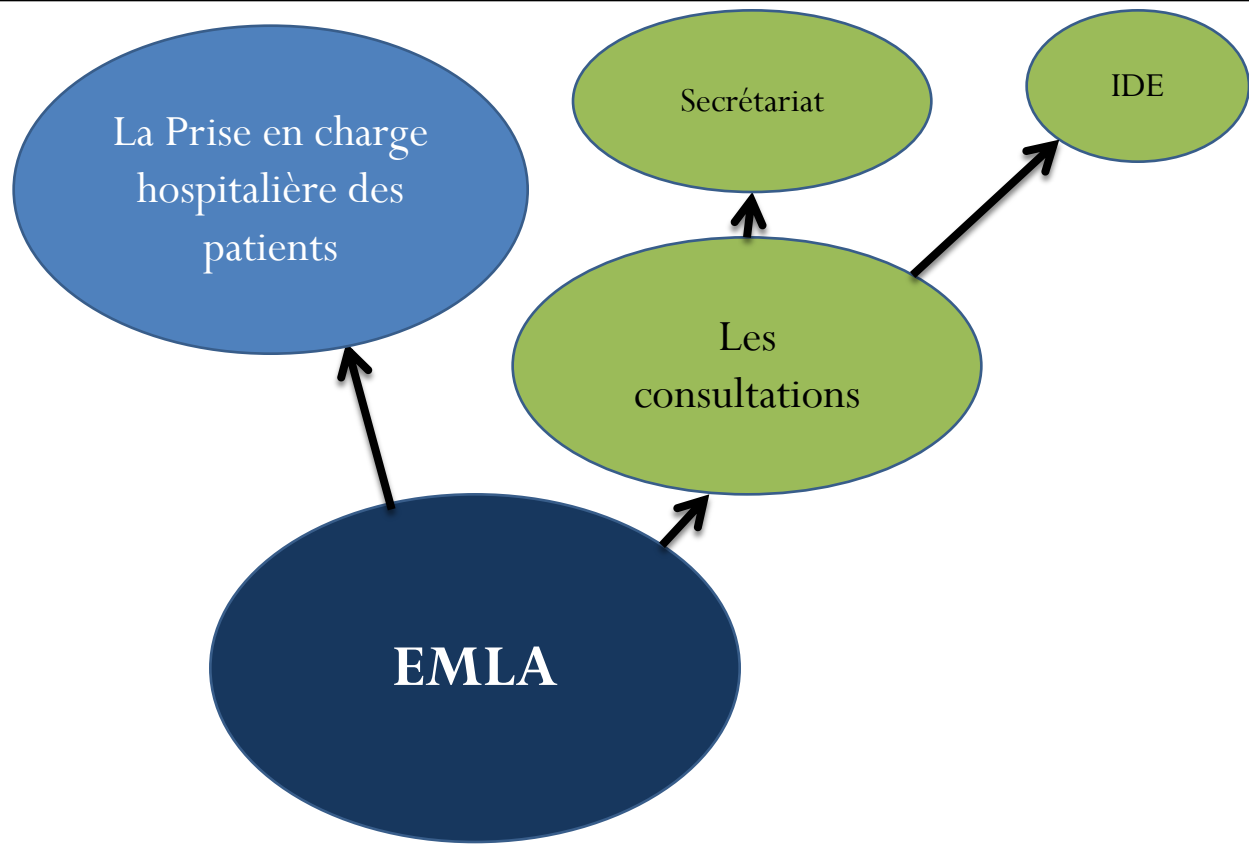 La Prise en charge
hospitalière des
patients
Secrétariat
IDE
Les
consultations
EMLA